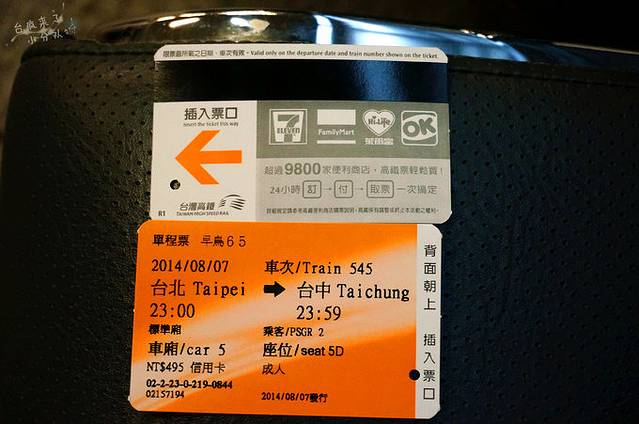 限票面所載之日期、車次有效 • Valid only on the departure date and train number shown on the ticket.
插入票口
Insert the ticket this way
7 ELEVEN
FamilyMart
Hi-Life
萊爾富
OK
超過9800家便利商店,高鐵票輕鬆買!
24小時 訂 → 付 → 取票 一次搞定
R1
台灣高鐵
TAIWAN HIGH SPEED RAIL
單程票 早鳥65
2014/08/07 車次/Train 545
台北 Taipei → 台中 Taichung
23:00 23:59
標準廂 乘客/PSGR 2
車廂/car 5 座位/seat 5D
NT$495 信用卡 成人
02-2-23-0-219-0844
02157194 2014/08/07發行
背面朝上 插入票口